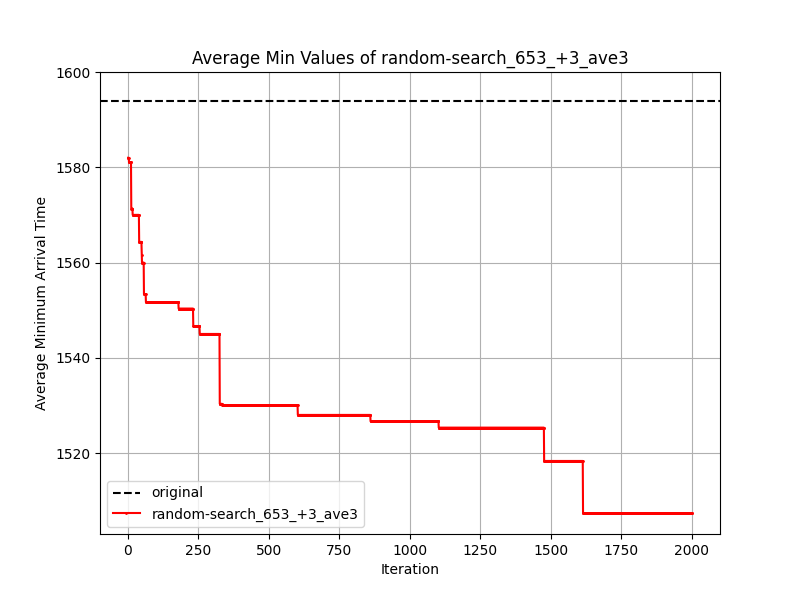 Average Min Values of random-search_653_+3_ave3
Average Minimum Arrival Time
1600
1580
1560
1540
1520
original
random-search_653_+3_ave3
0 250 500 750 1000 1250 1500 1750 2000
Iteration